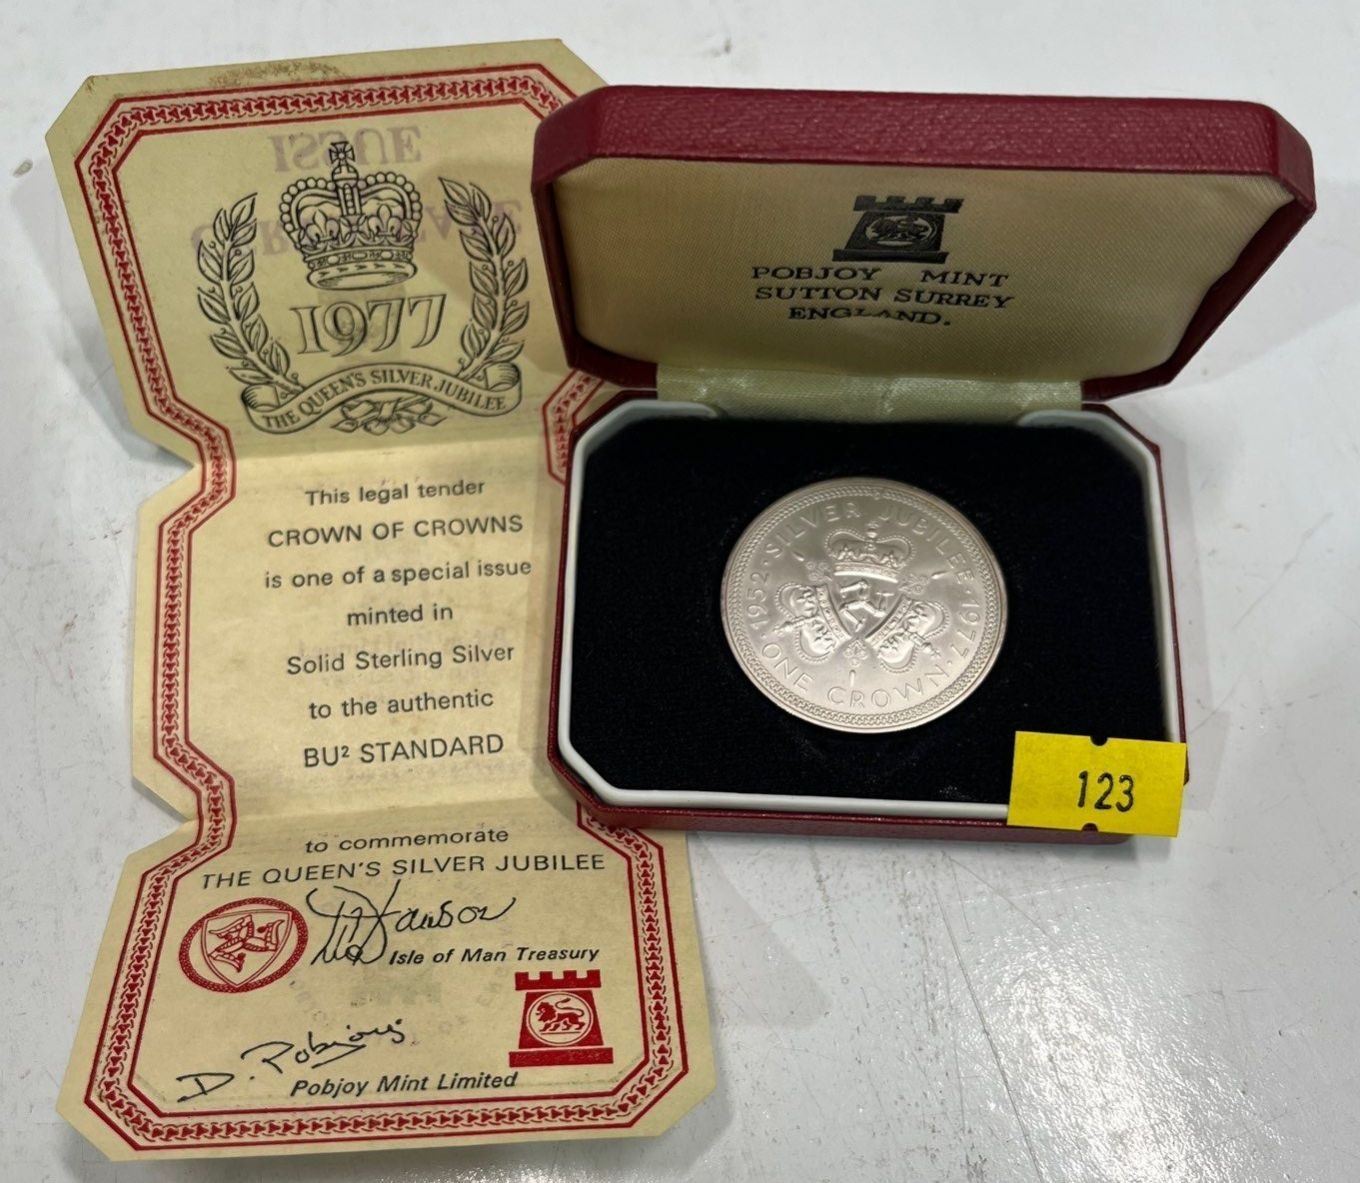 1977
THE QUEEN'S SILVER JUBILEE
This legal tender
CROWN OF CROWNS
is one of a special issue
minted in
Solid Sterling Silver
to the authentic
BU² STANDARD
to commemorate
THE QUEEN'S SILVER JUBILEE
Isle of Man Treasury
D. Pobjoy
Pobjoy Mint Limited
POBJOY MINT
SUTTON SURREY
ENGLAND.
1952 · SILVER JUBILEE · 1977
ONE CROWN
123
ISSUE